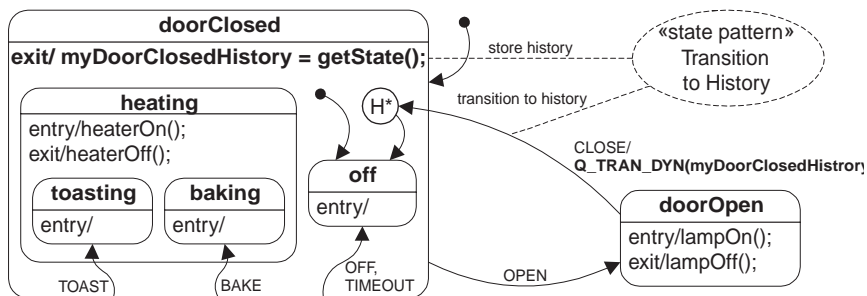 doorClosed
exit/ myDoorClosedHistory = getState();
store history
«state pattern»
Transition
to History
heating
entry/heaterOn();
exit/heaterOff();
H*
transition to history
CLOSE/
Q_TRAN_DYN(myDoorClosedHistrory
toasting
entry/
baking
entry/
off
entry/
doorOpen
entry/lampOn();
exit/lampOff();
TOAST
BAKE
OFF,
TIMEOUT
OPEN